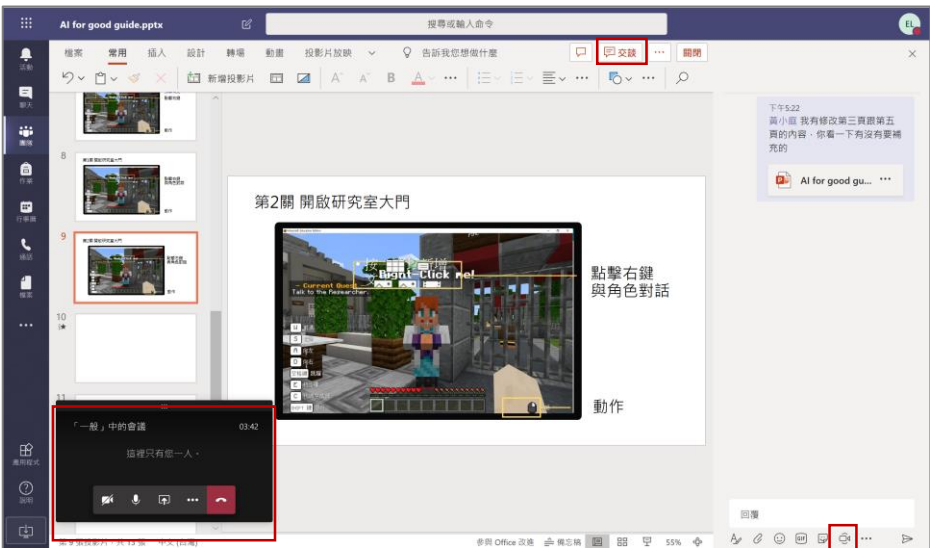 AI for good guide.pptx
搜尋或輸入命令
EL
檔案 常用 插入 設計 轉場 動畫 投影片放映 告訴我您想做什麼 交談 ... 關閉
新增投影片
活動
聊天
團隊
作業
行事曆
通話
檔案
應用程式
說明
8
9
10
11
第2關 開啟研究室大門
Right-Click me!
- Current Quest -
Talk to the Researcher.
點擊右鍵
與角色對話
動作
「一般」中的會議 03:42
這裡只有您一人。
參與 Office 改進 備忘稿 55%
下午5:22
黃小庭 我有修改第三頁跟第五
頁的內容，你看一下有沒有要補
充的
AI for good gu... ...
回覆
GIF